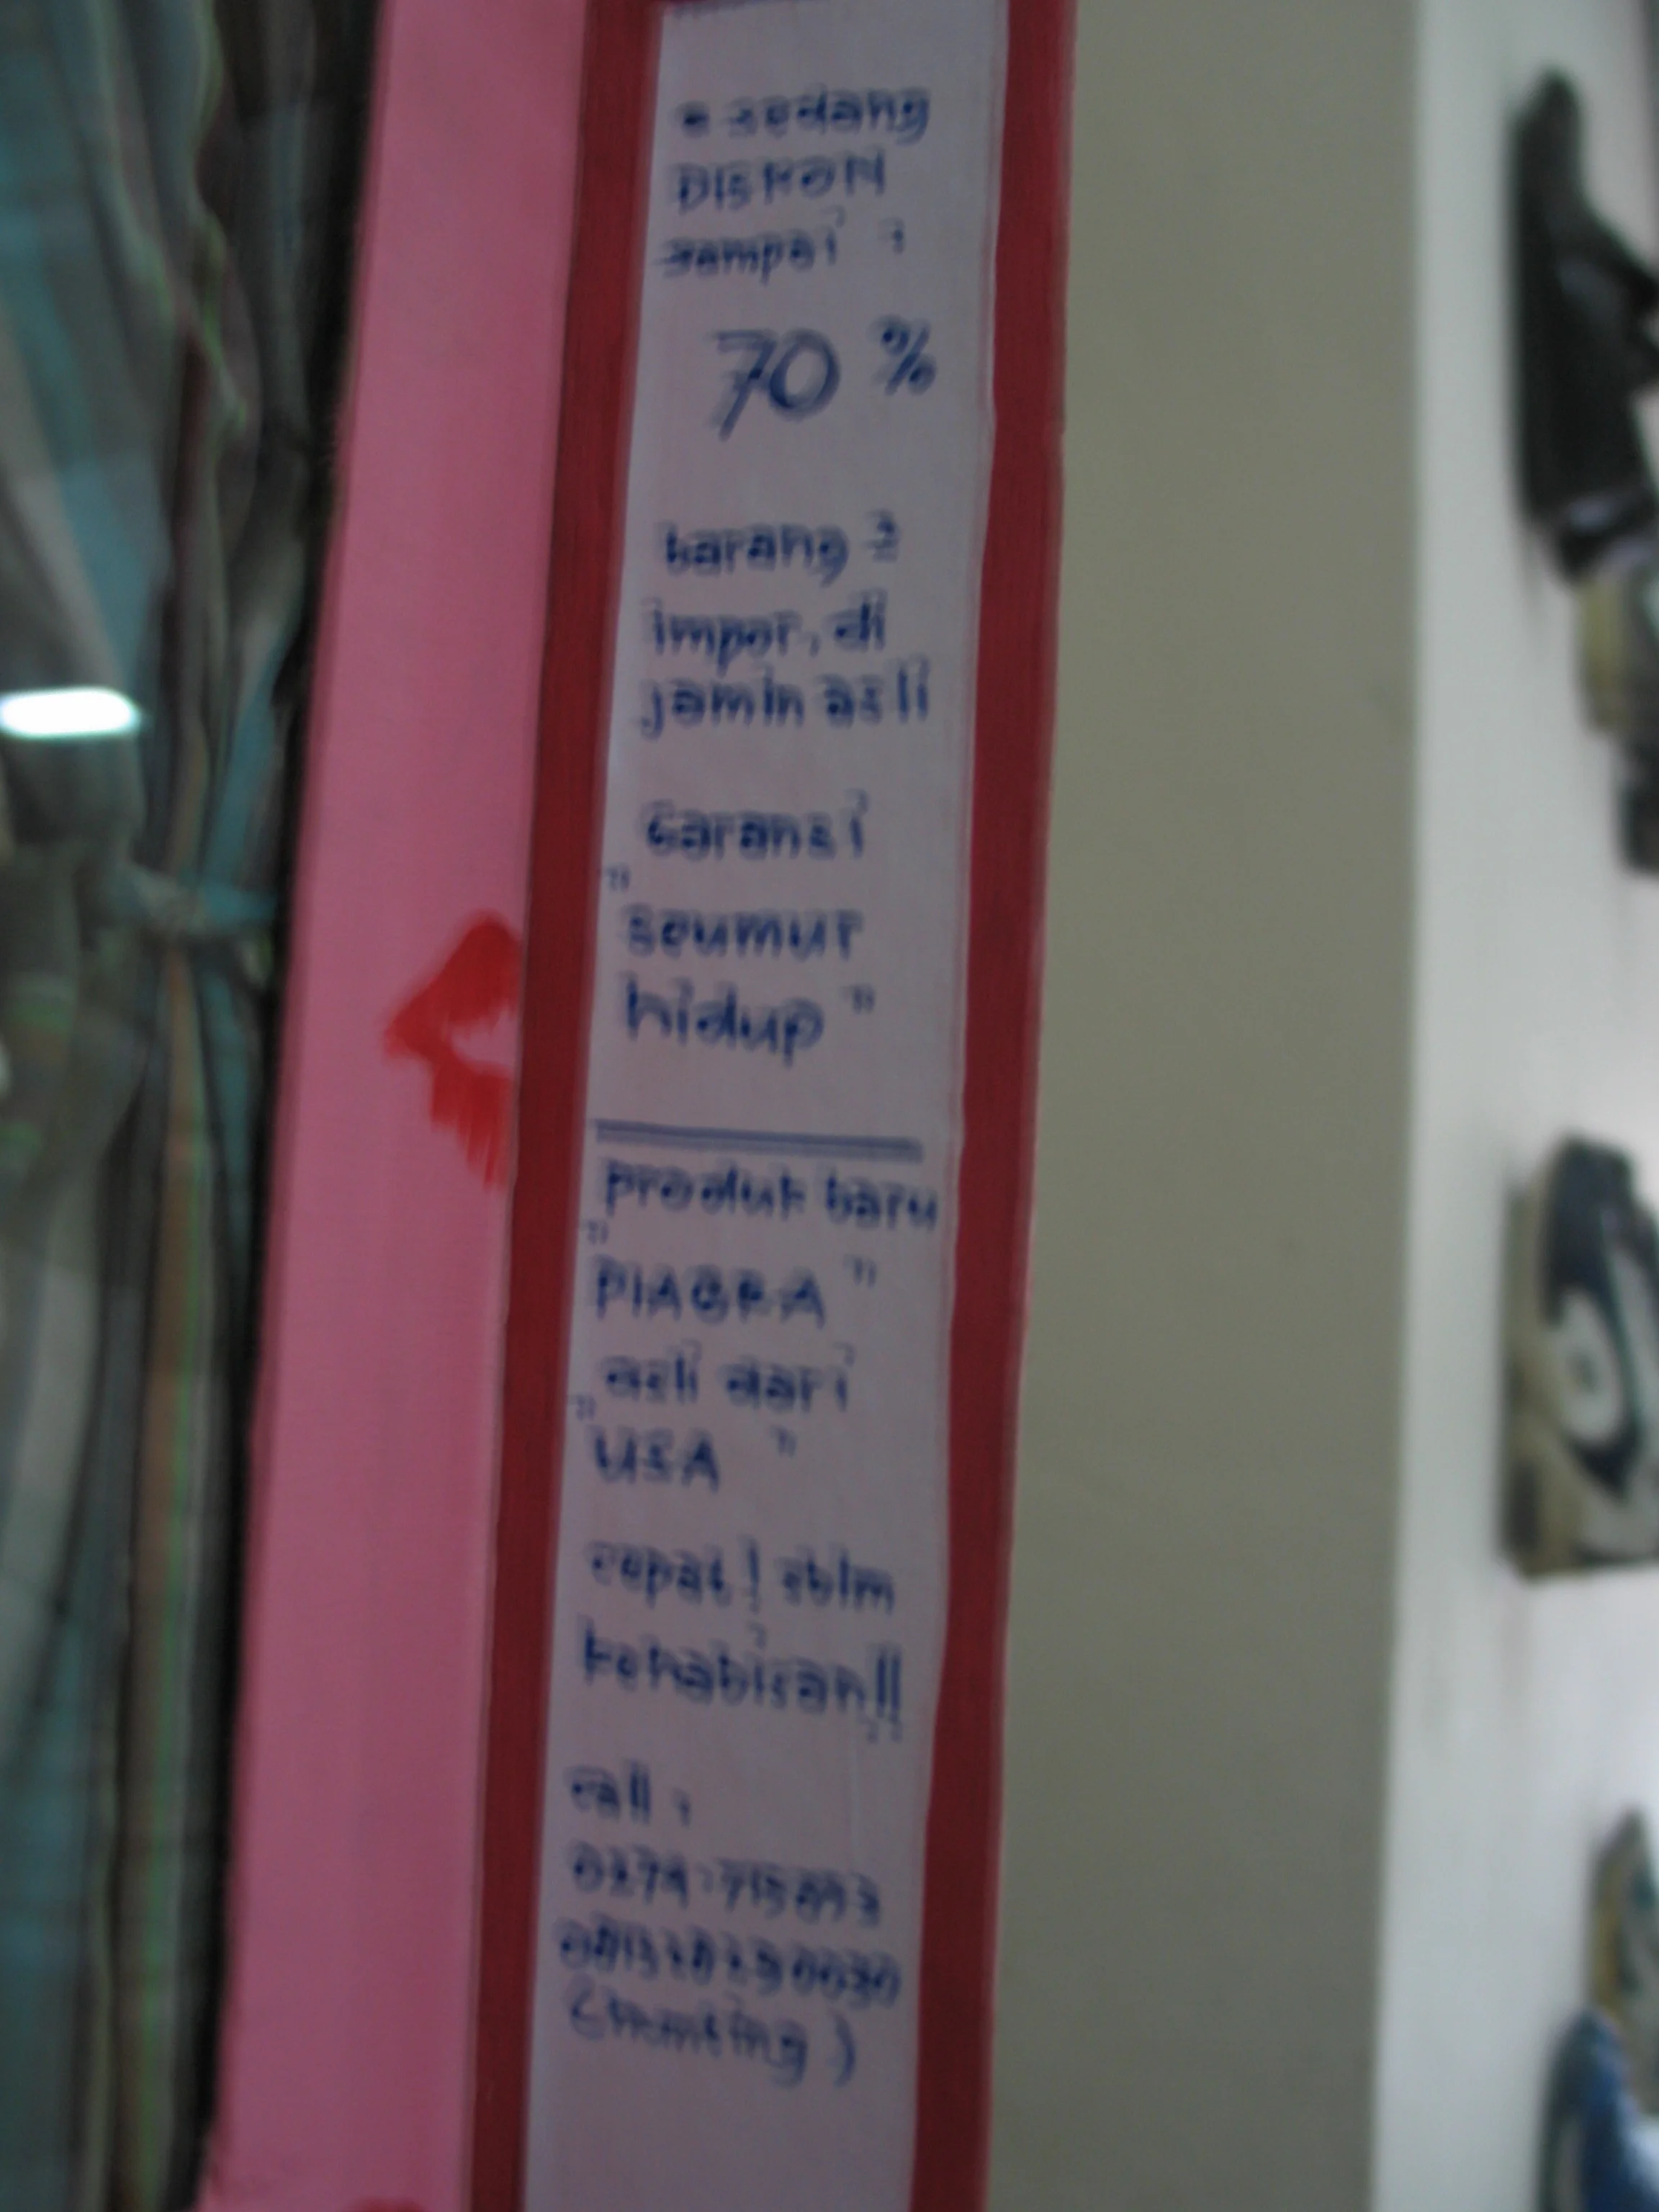 sedang
DISKON
sampai :
70 %
barang 2
impor, di
jamin asli
Garansi
"seumur
hidup"
produk baru
"PIAGRA"
asli dari
"USA"
cepat! sblm
kehabisan!!
call :
(hunting)